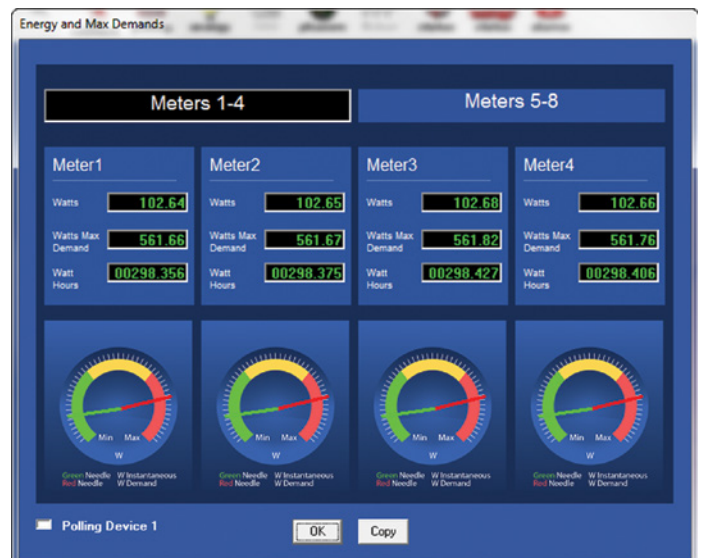 Energy and Max Demands
Meters 1-4
Meters 5-8
Meter1
Watts 102.64
Watts Max
Demand 561.66
Watt
Hours 00298.356
Meter2
Watts 102.65
Watts Max
Demand 561.67
Watt
Hours 00298.375
Meter3
Watts 102.68
Watts Max
Demand 561.82
Watt
Hours 00298.427
Meter4
Watts 102.66
Watts Max
Demand 561.76
Watt
Hours 00298.406
Min Max
W
Green Needle W Instantaneous
Red Needle W Demand
Min Max
W
Green Needle W Instantaneous
Red Needle W Demand
Min Max
W
Green Needle W Instantaneous
Red Needle W Demand
Min Max
W
Green Needle W Instantaneous
Red Needle W Demand
Polling Device 1
OK
Copy